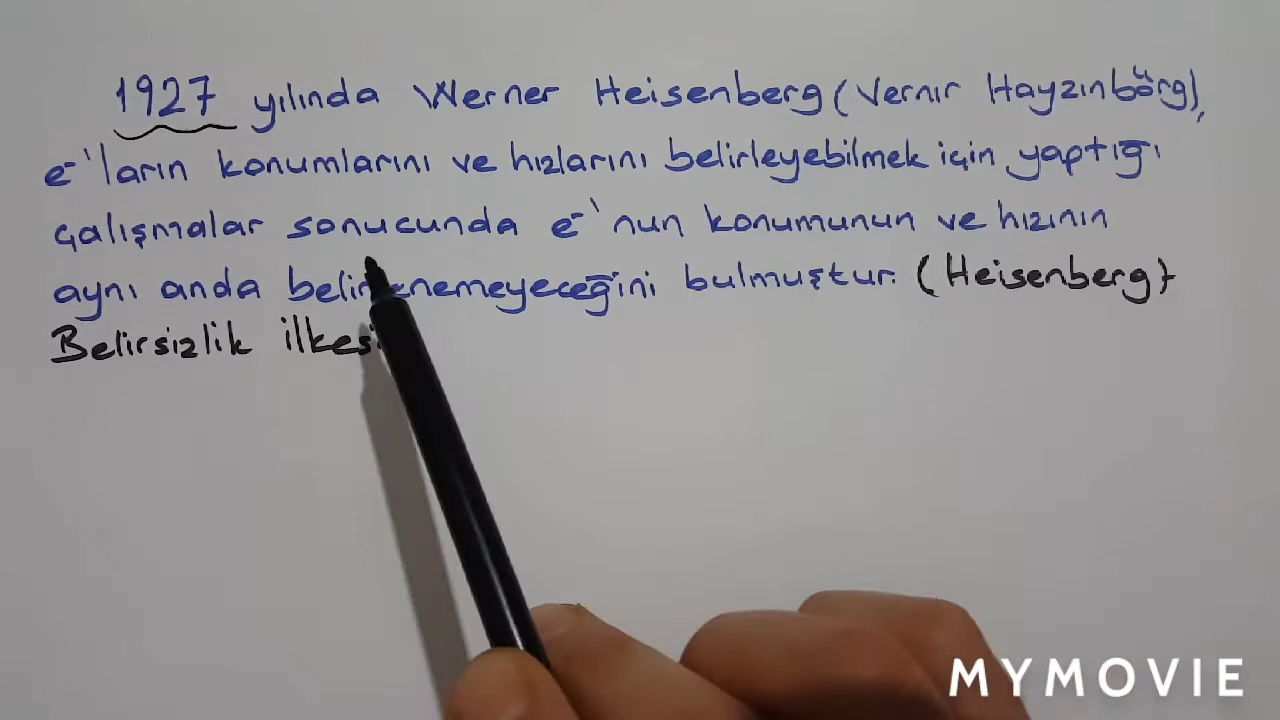 1927 yılında Werner Heisenberg (Vernır Hayzınbörg),
e⁻'ların konumlarını ve hızlarını belirleyebilmek için yaptığı
çalışmalar sonucunda e⁻'nun konumunun ve hızının
aynı anda belirlenemeyeceğini bulmuştur. (Heisenberg)
Belirsizlik ilkesi
MYMOVIE